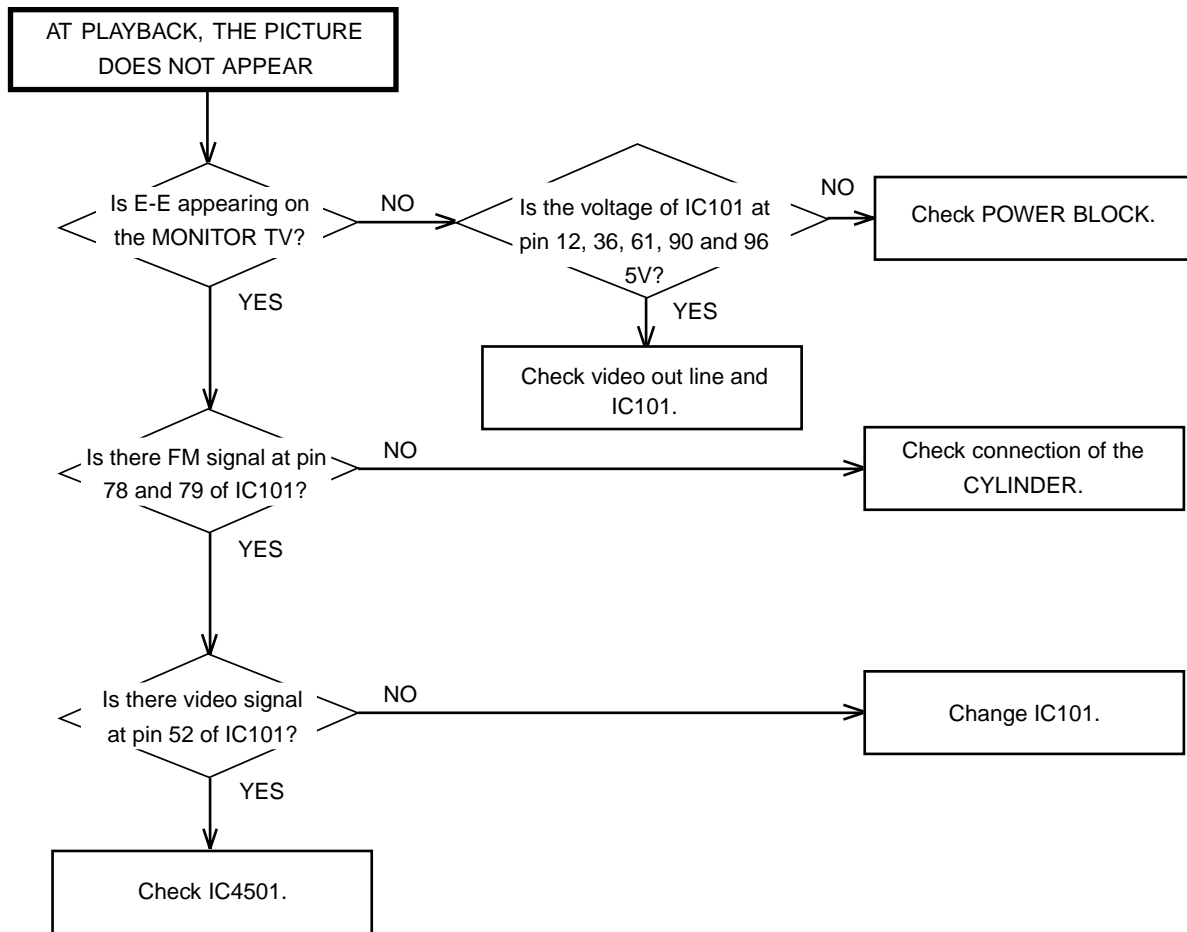 AT PLAYBACK, THE PICTURE
DOES NOT APPEAR
Is E-E appearing on
the MONITOR TV?
NO
Is the voltage of IC101 at
pin 12, 36, 61, 90 and 96
5V?
NO
Check POWER BLOCK.
YES
YES
Check video out line and
IC101.
Is there FM signal at pin
78 and 79 of IC101?
NO
Check connection of the
CYLINDER.
YES
Is there video signal
at pin 52 of IC101?
NO
Change IC101.
YES
Check IC4501.